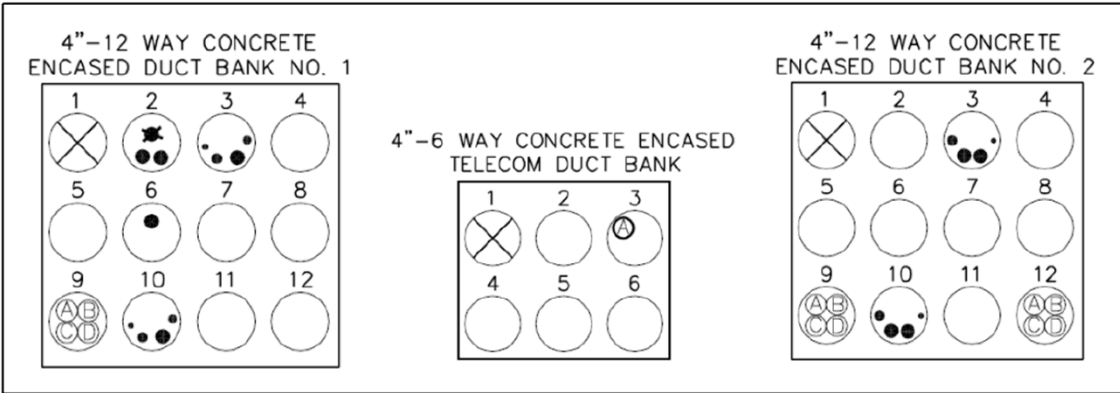 4"-12 WAY CONCRETE
ENCASED DUCT BANK NO. 1
1 2 3 4
5 6 7 8
9 10 11 12
A B
C D
4"-6 WAY CONCRETE ENCASED
TELECOM DUCT BANK
1 2 3
A
4 5 6
4"-12 WAY CONCRETE
ENCASED DUCT BANK NO. 2
1 2 3 4
5 6 7 8
9 10 11 12
A B A B
C D C D